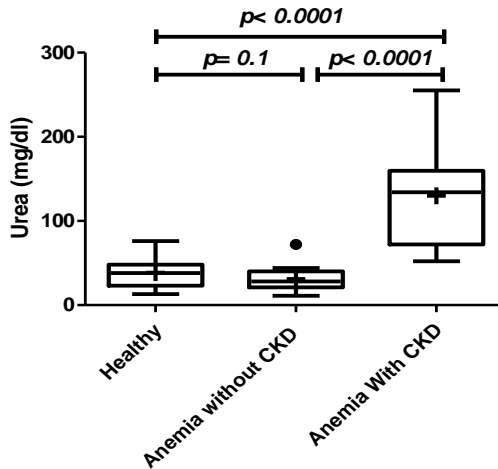 p< 0.0001
p= 0.1
p< 0.0001
300
200
100
0
Urea (mg/dl)
Healthy
Anemia without CKD
Anemia With CKD